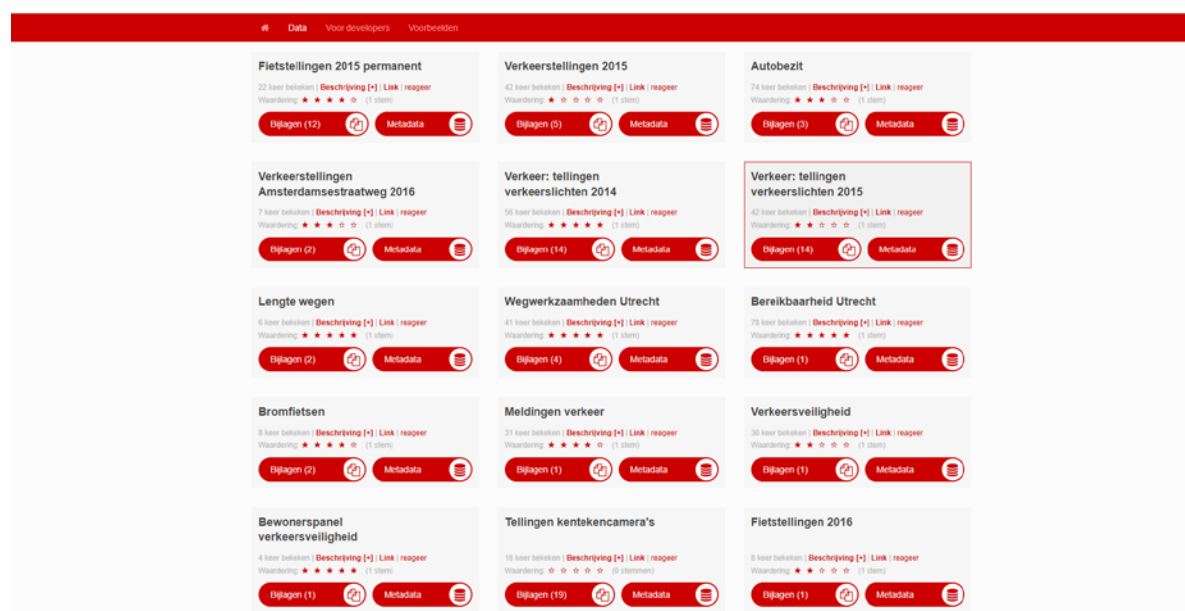 Data Voor developers Voorbeelden
Fietstellingen 2015 permanent
22 keer bekeken | Beschrijving [+] | Link | reageer
Waardering: ★ ★ ★ ★ ☆ (1 stem)
Bijlagen (12) Metadata
Verkeerstellingen 2015
42 keer bekeken | Beschrijving [+] | Link | reageer
Waardering: ★ ☆ ☆ ☆ ☆ (1 stem)
Bijlagen (5) Metadata
Autobezit
74 keer bekeken | Beschrijving [+] | Link | reageer
Waardering: ★ ★ ★ ☆ ☆ (1 stem)
Bijlagen (3) Metadata
Verkeerstellingen
Amsterdamsestraatweg 2016
7 keer bekeken | Beschrijving [+] | Link | reageer
Waardering: ★ ★ ★ ☆ ☆ (1 stem)
Bijlagen (2) Metadata
Verkeer: tellingen
verkeerslichten 2014
56 keer bekeken | Beschrijving [+] | Link | reageer
Waardering: ★ ★ ★ ★ ★ (1 stem)
Bijlagen (14) Metadata
Verkeer: tellingen
verkeerslichten 2015
42 keer bekeken | Beschrijving [+] | Link | reageer
Waardering: ★ ★ ☆ ☆ ☆ (1 stem)
Bijlagen (14) Metadata
Lengte wegen
6 keer bekeken | Beschrijving [+] | Link | reageer
Waardering: ★ ★ ★ ★ ★ (1 stem)
Bijlagen (2) Metadata
Wegwerkzaamheden Utrecht
41 keer bekeken | Beschrijving [+] | Link | reageer
Waardering: ★ ★ ★ ★ ★ (1 stem)
Bijlagen (4) Metadata
Bereikbaarheid Utrecht
78 keer bekeken | Beschrijving [+] | Link | reageer
Waardering: ★ ★ ★ ★ ★ (1 stem)
Bijlagen (1) Metadata
Bromfietsen
8 keer bekeken | Beschrijving [+] | Link | reageer
Waardering: ★ ★ ★ ★ ☆ (1 stem)
Bijlagen (2) Metadata
Meldingen verkeer
31 keer bekeken | Beschrijving [+] | Link | reageer
Waardering: ★ ★ ★ ★ ☆ (1 stem)
Bijlagen (1) Metadata
Verkeersveiligheid
36 keer bekeken | Beschrijving [+] | Link | reageer
Waardering: ★ ★ ☆ ☆ ☆ (1 stem)
Bijlagen (1) Metadata
Bewonerspanel
verkeersveiligheid
4 keer bekeken | Beschrijving [+] | Link | reageer
Waardering: ★ ★ ★ ★ ★ (1 stem)
Bijlagen (1) Metadata
Tellingen kentekencamera's
18 keer bekeken | Beschrijving [+] | Link | reageer
Waardering: ☆ ☆ ☆ ☆ ☆ (0 stemmen)
Bijlagen (19) Metadata
Fietstellingen 2016
8 keer bekeken | Beschrijving [+] | Link | reageer
Waardering: ★ ★ ☆ ☆ ☆ (1 stem)
Bijlagen (1) Metadata